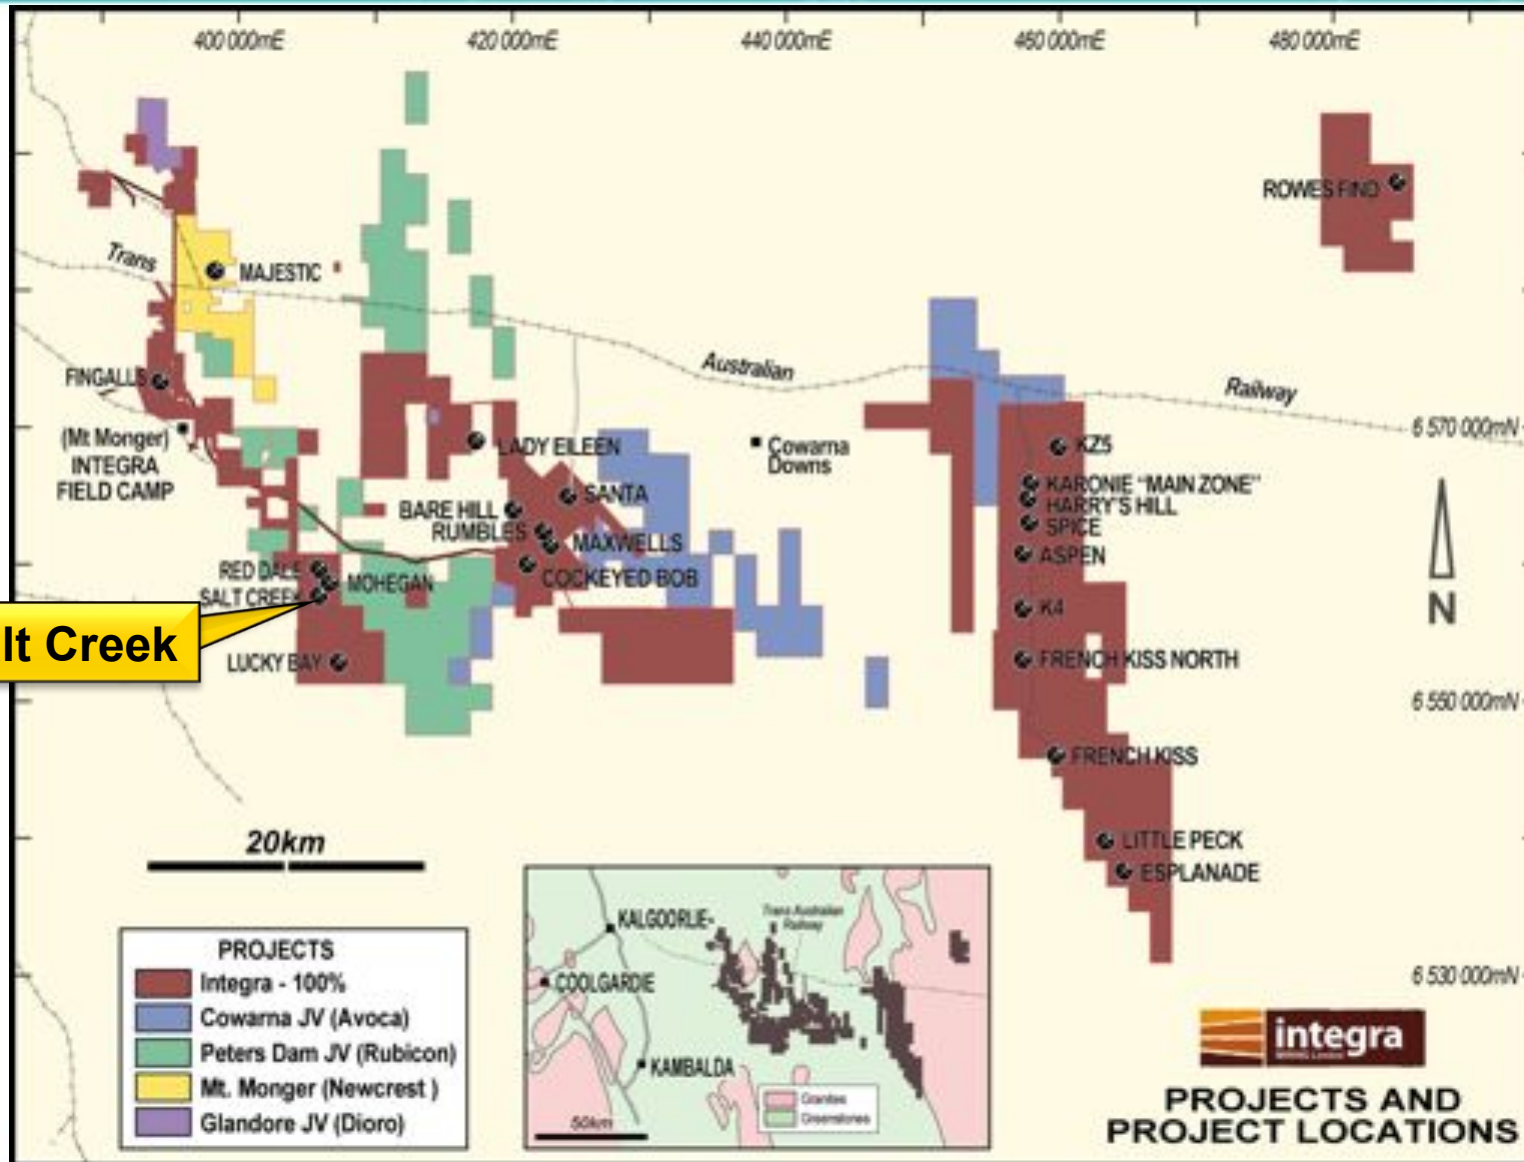 400 000mE
420 000mE
440 000mE
460 000mE
480 000mE
ROWES FIND
Trans
MAJESTIC
Australian
Railway
FINGALLS
6 570 000mN
(Mt Monger)
INTEGRA
FIELD CAMP
LADY EILEEN
Cowarna
Downs
KZ5
SANTA
KARONIE "MAIN ZONE"
BARE HILL
HARRY'S HILL
RUMBLES
SPICE
MAXWELLS
ASPEN
RED DALE
MOHEGAN
COCKEYED BOB
SALT CREEK
K4
N
lt Creek
LUCKY BAY
FRENCH KISS NORTH
6 550 000mN
FRENCH KISS
20km
LITTLE PECK
ESPLANADE
PROJECTS
Integra - 100%
Cowarna JV (Avoca)
Peters Dam JV (Rubicon)
Mt. Monger (Newcrest )
Glandore JV (Dioro)
KALGOORLIE-
Trans Australian
Railway
COOLGARDIE
KAMBALDA
Granites
Greenstones
50km
6 530 000mN
integra
PROJECTS AND
PROJECT LOCATIONS